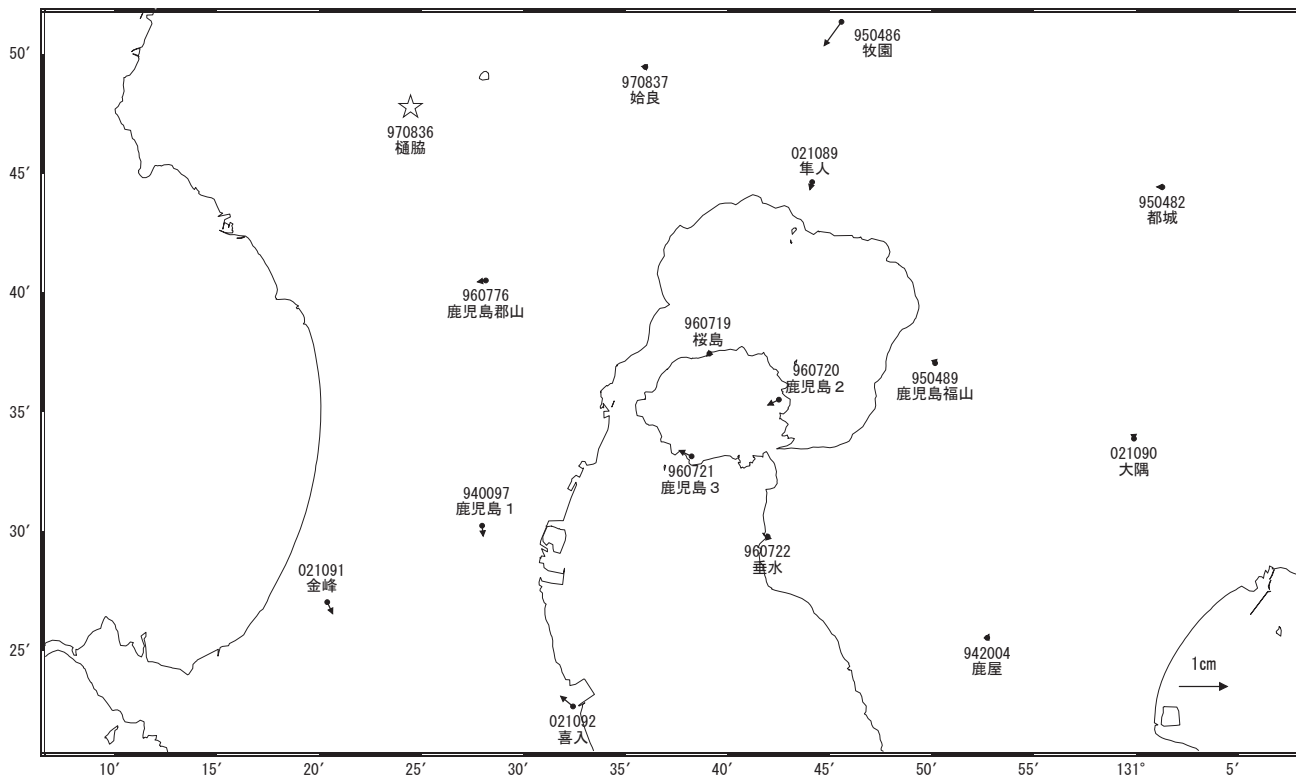 50′
45′
40′
35′
30′
25′
950486
牧園
970837
姶良
970836
樋脇
021089
隼人
950482
都城
960776
鹿児島郡山
960719
桜島
960720
鹿児島２
950489
鹿児島福山
021090
大隅
960721
鹿児島３
940097
鹿児島１
960722
垂水
021091
金峰
942004
鹿屋
1cm
021092
喜入
10′
15′
20′
25′
30′
35′
40′
45′
50′
55′
131°
5′